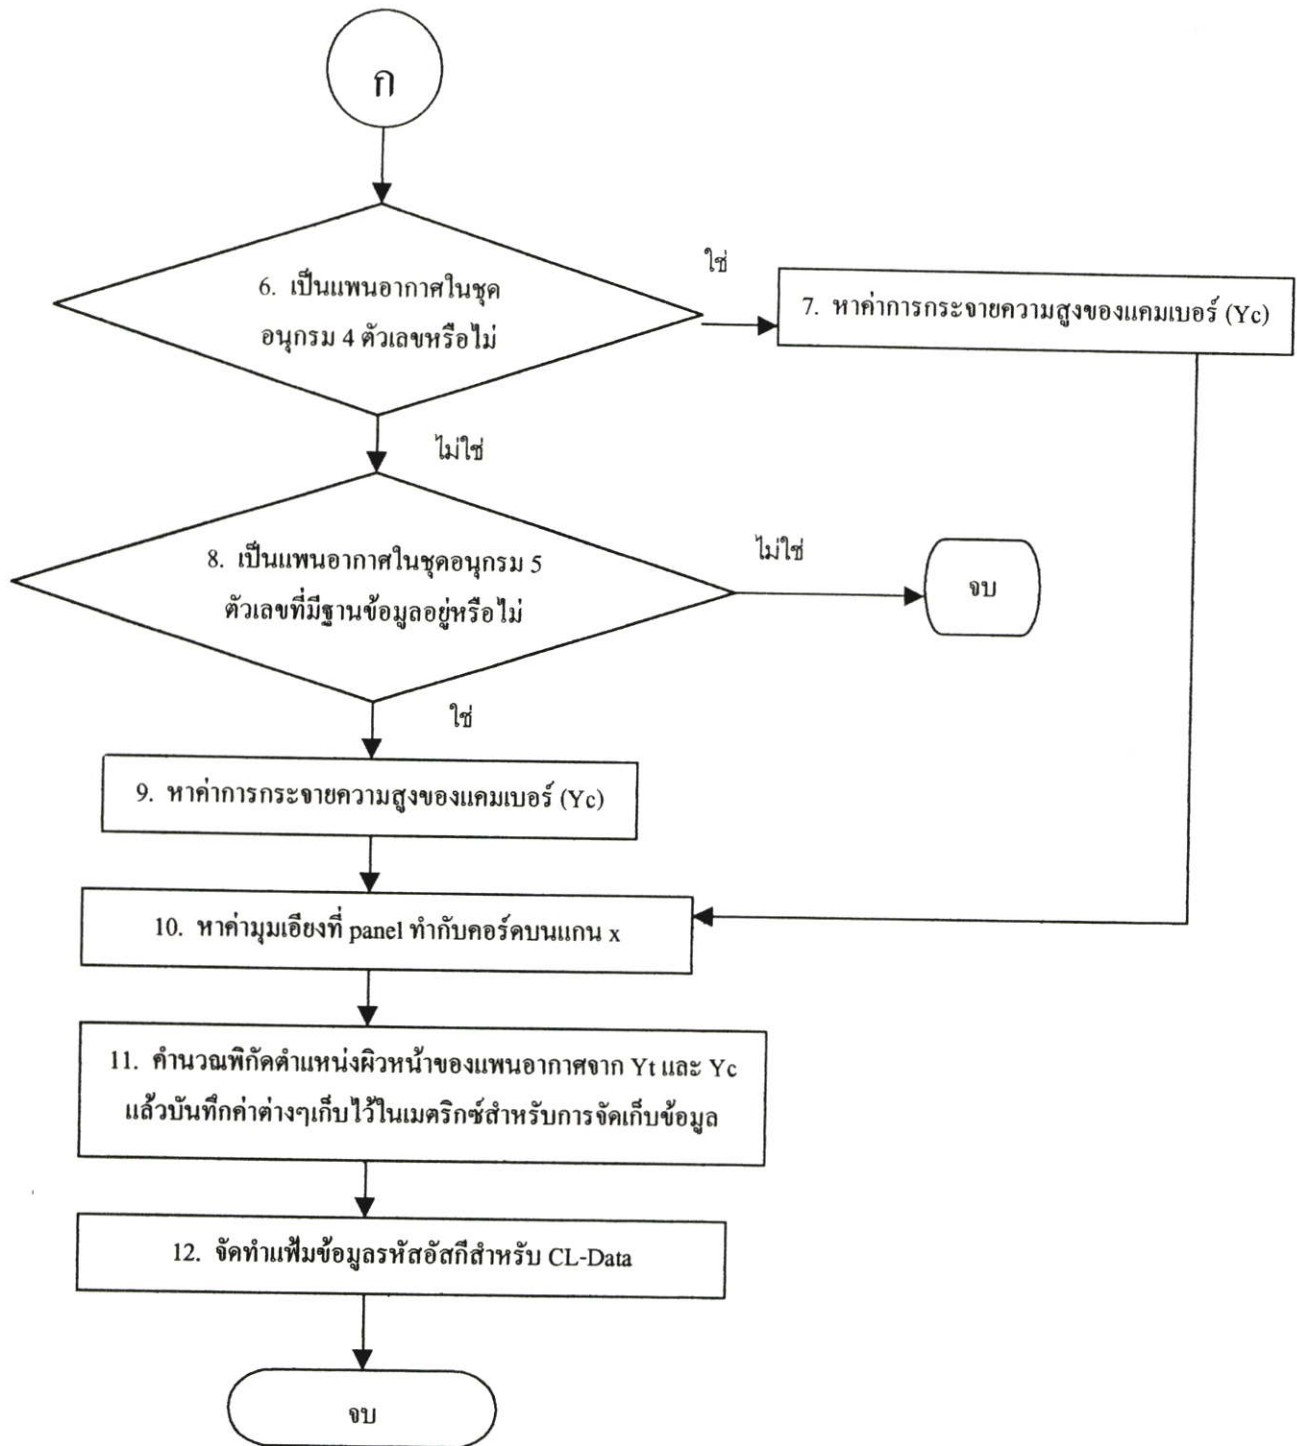 ก
6. เป็นแพนอากาศในชุด
อนุกรม 4 ตัวเลขหรือไม่
ใช่
7. หาค่าการกระจายความสูงของแคมเบอร์ (Yc)
ไม่ใช่
8. เป็นแพนอากาศในชุดอนุกรม 5
ตัวเลขที่มีฐานข้อมูลอยู่หรือไม่
ไม่ใช่
จบ
ใช่
9. หาค่าการกระจายความสูงของแคมเบอร์ (Yc)
10. หาค่ามุมเอียงที่ panel ทำกับคอร์ดบนแกน x
11. คำนวณพิกัดตำแหน่งผิวหน้าของแพนอากาศจาก Yt และ Yc
แล้วบันทึกค่าต่างๆเก็บไว้ในเมตริกซ์สำหรับการจัดเก็บข้อมูล
12. จัดทำแฟ้มข้อมูลรหัสอัสกีสำหรับ CL-Data
จบ